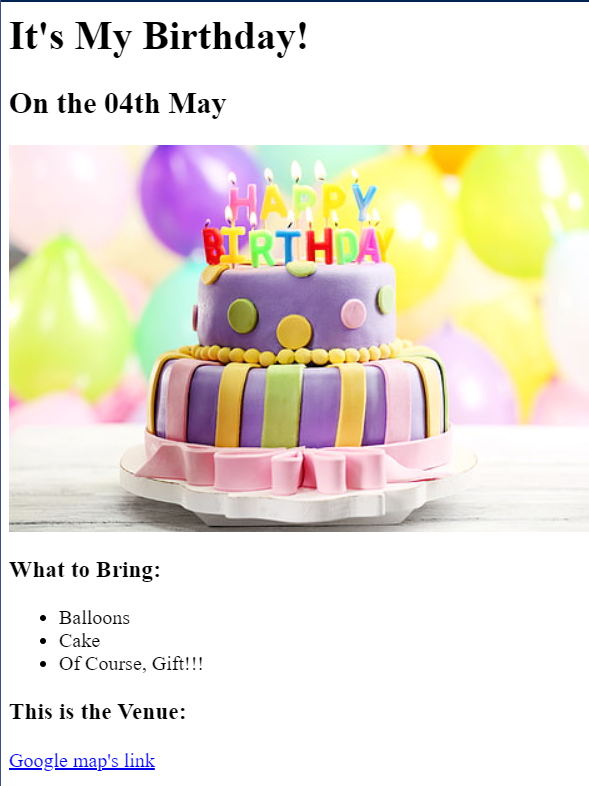 It's My Birthday!
On the 04th May
HAPPY
BIRTHDAY
What to Bring:
Balloons
Cake
Of Course, Gift!!!
This is the Venue:
Google map's link